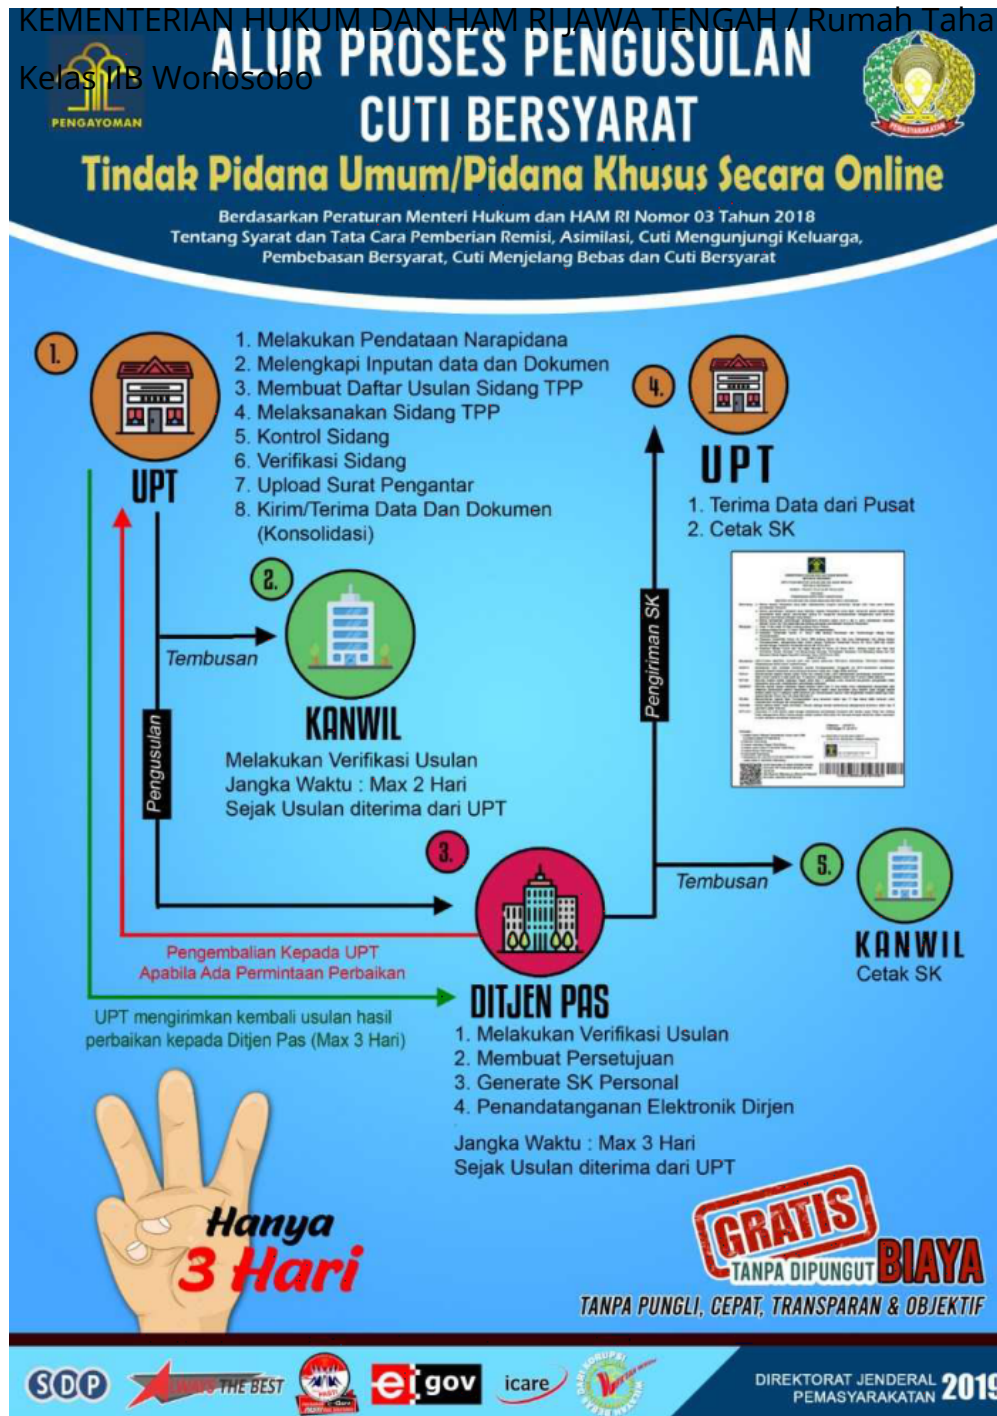 KEMENTERIAN HUKUM DAN HAM RI JAWA TENGAH / Rumah Taha
Kelas IIB Wonosobo
ALUR PROSES PENGUSULAN
CUTI BERSYARAT
PENGAYOMAN
PEMASYARAKATAN
Tindak Pidana Umum/Pidana Khusus Secara Online
Berdasarkan Peraturan Menteri Hukum dan HAM RI Nomor 03 Tahun 2018
Tentang Syarat dan Tata Cara Pemberian Remisi, Asimilasi, Cuti Mengunjungi Keluarga,
Pembebasan Bersyarat, Cuti Menjelang Bebas dan Cuti Bersyarat
1.
UPT
1. Melakukan Pendataan Narapidana
2. Melengkapi Inputan data dan Dokumen
3. Membuat Daftar Usulan Sidang TPP
4. Melaksanakan Sidang TPP
5. Kontrol Sidang
6. Verifikasi Sidang
7. Upload Surat Pengantar
8. Kirim/Terima Data Dan Dokumen
(Konsolidasi)
4.
UPT
1. Terima Data dari Pusat
2. Cetak SK
2.
Tembusan
KANWIL
Melakukan Verifikasi Usulan
Jangka Waktu : Max 2 Hari
Sejak Usulan diterima dari UPT
Pengusulan
Pengiriman SK
3.
Tembusan
5.
KANWIL
Cetak SK
Pengembalian Kepada UPT
Apabila Ada Permintaan Perbaikan
UPT mengirimkan kembali usulan hasil
perbaikan kepada Ditjen Pas (Max 3 Hari)
DITJEN PAS
1. Melakukan Verifikasi Usulan
2. Membuat Persetujuan
3. Generate SK Personal
4. Penandatanganan Elektronik Dirjen
Jangka Waktu : Max 3 Hari
Sejak Usulan diterima dari UPT
Hanya
3 Hari
GRATIS
TANPA DIPUNGUT BIAYA
TANPA PUNGLI, CEPAT, TRANSPARAN & OBJEKTIF
SDP
ALWAYS THE BEST
PASTI
e-gov
icare
DIREKTORAT JENDERAL
PEMASYARAKATAN
2019